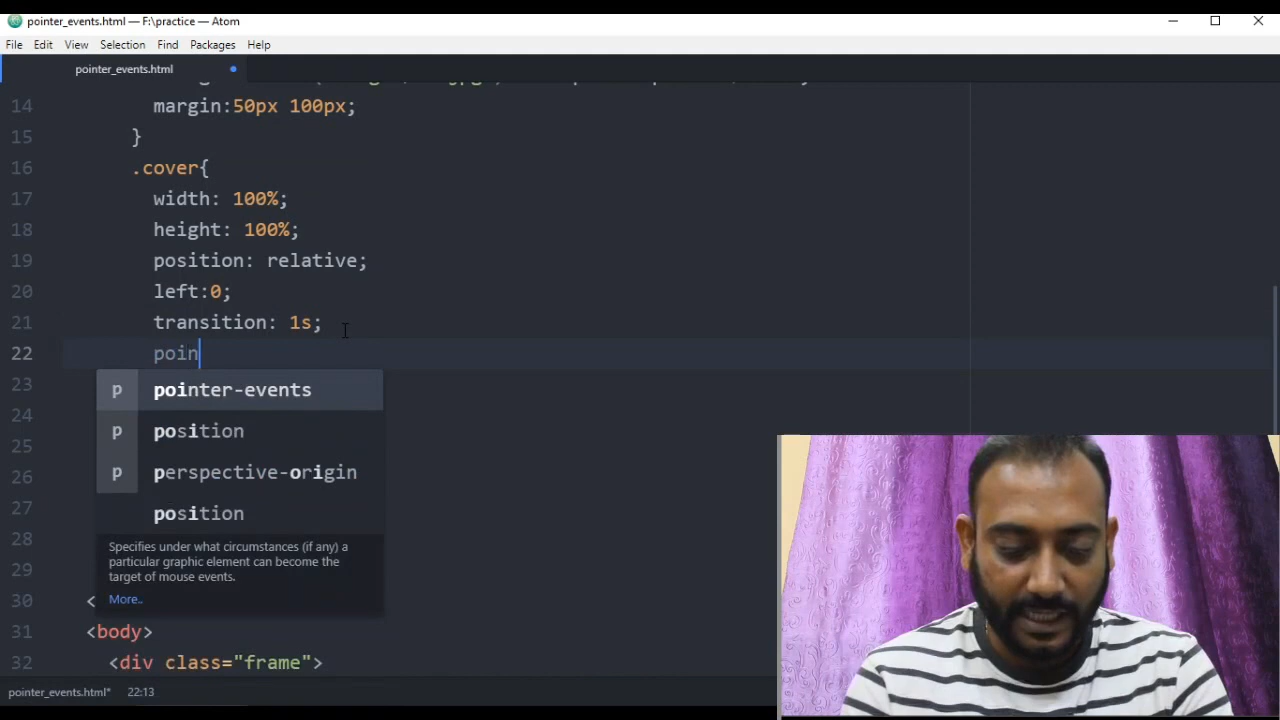 pointer_events.html — F:\practice — Atom
File Edit View Selection Find Packages Help
pointer_events.html
14 margin:50px 100px;
15 }
16 .cover{
17 width: 100%;
18 height: 100%;
19 position: relative;
20 left:0;
21 transition: 1s;
22 poin
23
p pointer-events
24
p position
25
26 p perspective-origin
27
position
28
Specifies under what circumstances (if any) a
particular graphic element can become the
target of mouse events.
29
More..
30 <
31 <body>
32 <div class="frame">
pointer_events.html* 22:13